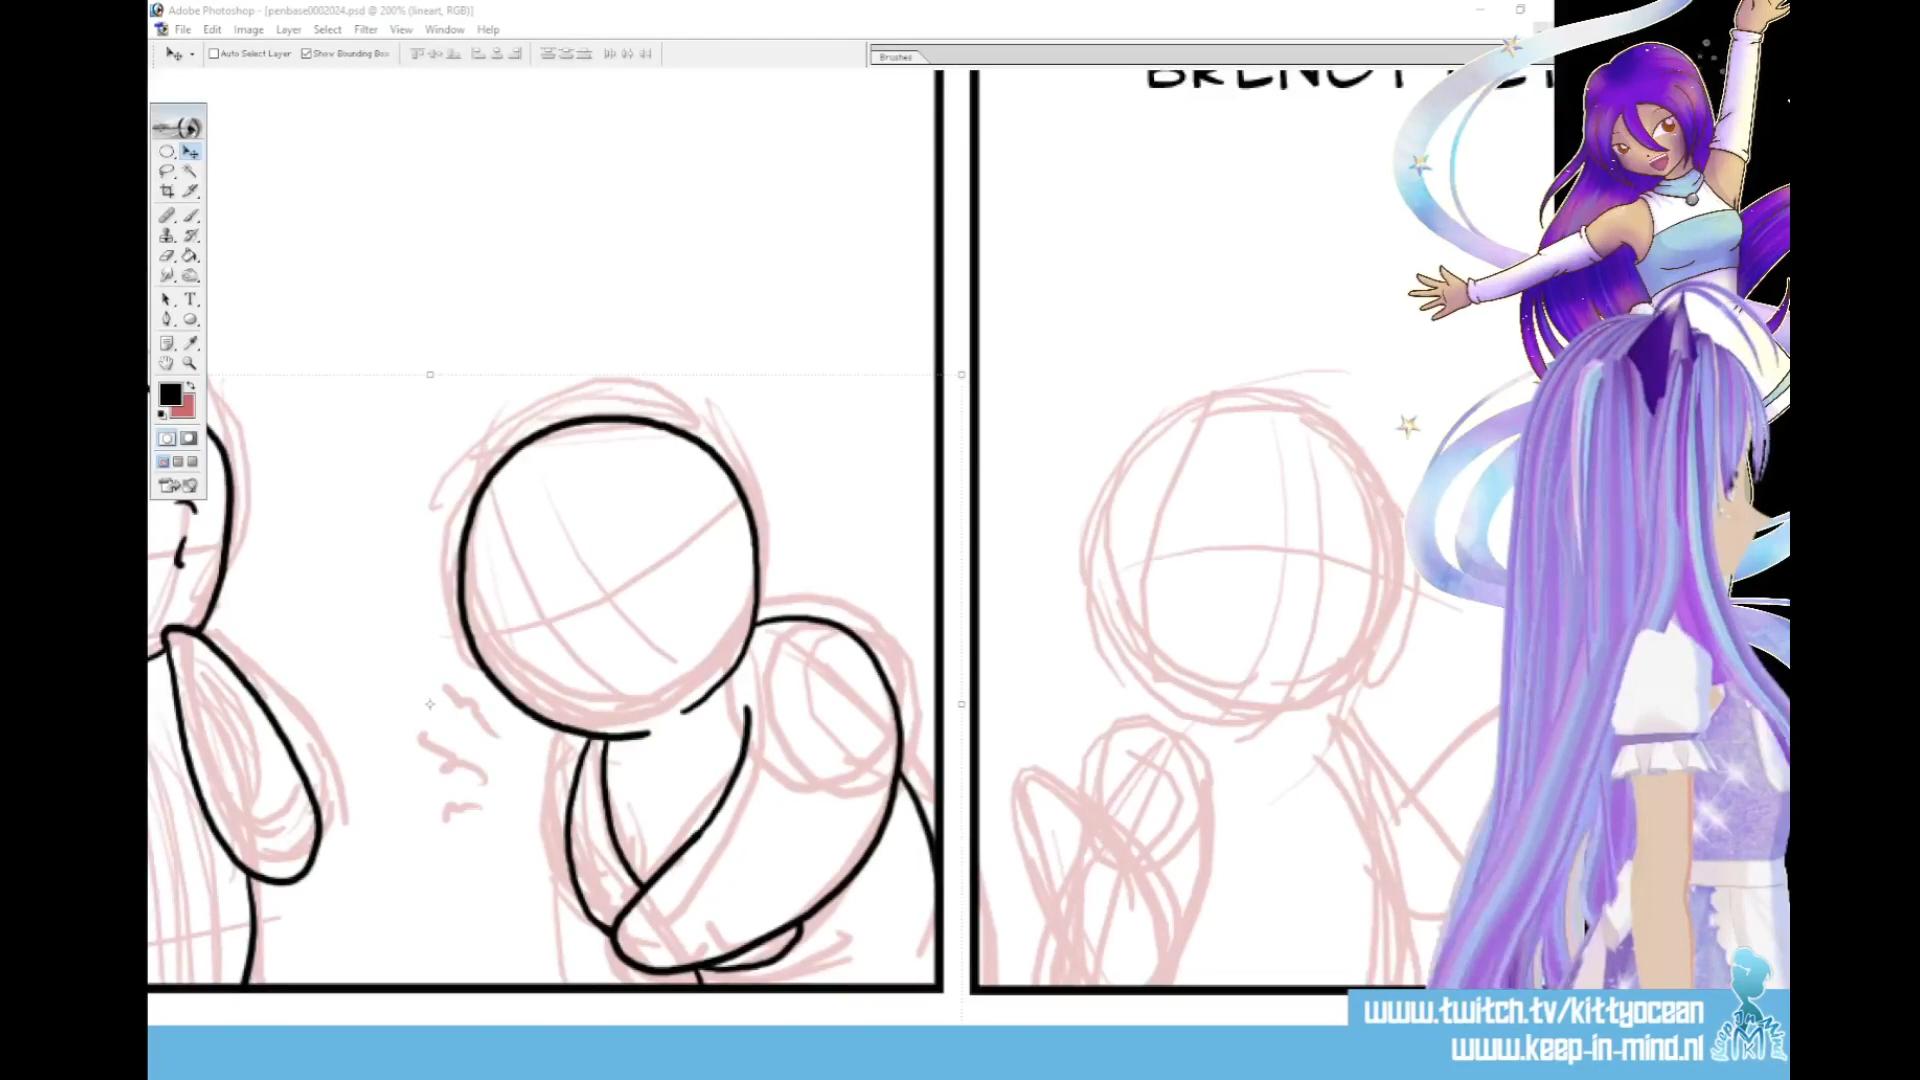 Adobe Photoshop - [penbase0002024.psd @ 200% (lineart, RGB)]
File Edit Image Layer Select Filter View Window Help
Auto Select Layer Show Bounding Box
Brushes
www.twitch.tv/kittyocean
www.keep-in-mind.nl